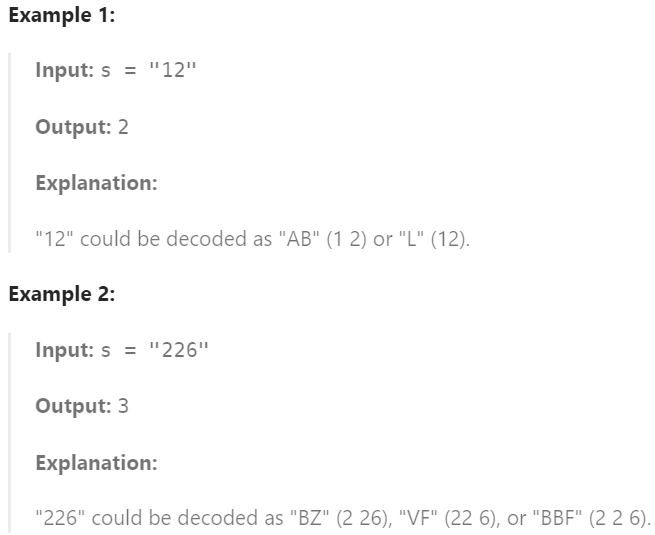 Example 1:
Input: s = "12"
Output: 2
Explanation:
"12" could be decoded as "AB" (1 2) or "L" (12).
Example 2:
Input: s = "226"
Output: 3
Explanation:
"226" could be decoded as "BZ" (2 26), "VF" (22 6), or "BBF" (2 2 6).